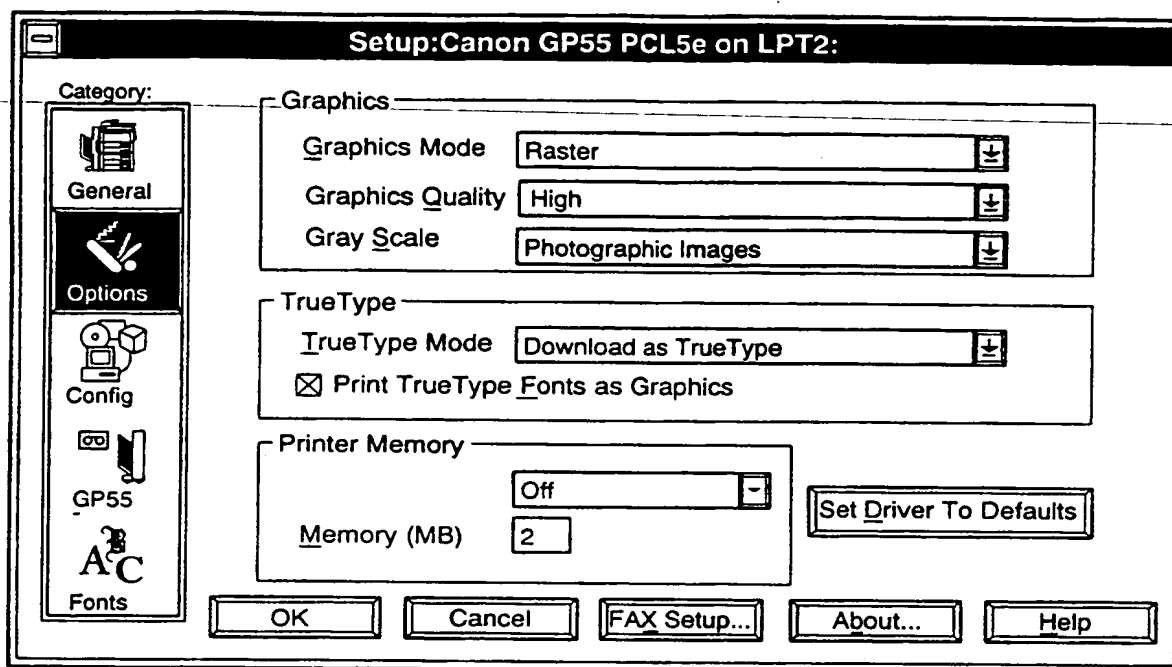 Setup:Canon GP55 PCL5e on LPT2:
Category:
General
Options
Config
GP55
A B C
Fonts
Graphics
Graphics Mode Raster
Graphics Quality High
Gray Scale Photographic Images
TrueType
TrueType Mode Download as TrueType
Print TrueType Fonts as Graphics
Printer Memory
Off
Memory (MB) 2
Set Driver To Defaults
OK Cancel FAX Setup... About... Help